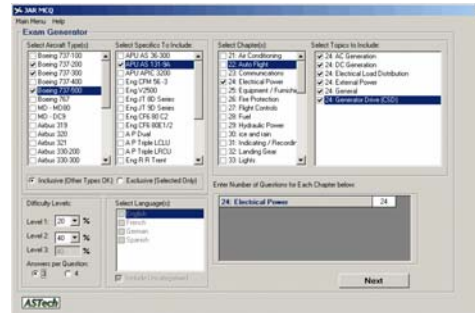 JAR MCQ
Main Menu Help
Exam Generator
Select Aircraft Type(s)
Boeing 737-100
Boeing 737-200
Boeing 737-300
Boeing 737-400
Boeing 737-500
Boeing 767
MD - MD80
MD - DC9
Airbus 319
Airbus 320
Airbus 321
Airbus 330-200
Airbus 330-300
Select Specifics To Include:
APU AS 36-300
APU AS 131-9A
APU APIC 3200
Eng CFM 56 -3
Eng V2500
Eng JT 8D Series
Eng JT 9D Series
Eng CF6 80 C2
Eng CF6-80E1/2
A P Dual
A P Triple LCLU
A P Triple LRCU
Eng R R Trent
Select Chapter(s)
21: Air Conditioning
22: Auto Flight
23: Communications
24: Electrical Power
25: Equipment / Furnishi
26: Fire Protection
27: Flight Controls
28: Fuel
29: Hydraulic Power
30: ice and rain
31: Indicating / Recordin
32: Landing Gear
33: Lights
Select Topics to Include:
24: AC Generation
24: DC Generation
24: Electrical Load Distribution
24: External Power
24: General
24: Generator Drive (CSD)
Inclusive (Other Types OK)
Exclusive (Selected Only)
Enter Number of Questions for Each Chapter below:
24: Electrical Power 24
Difficulty Levels:
Level 1: 20 %
Level 2: 40 %
Level 3: %
Answers per Question:
3 4
Select Language(s)
English
French
German
Spanish
Include Uncategorised
Next
ASTech